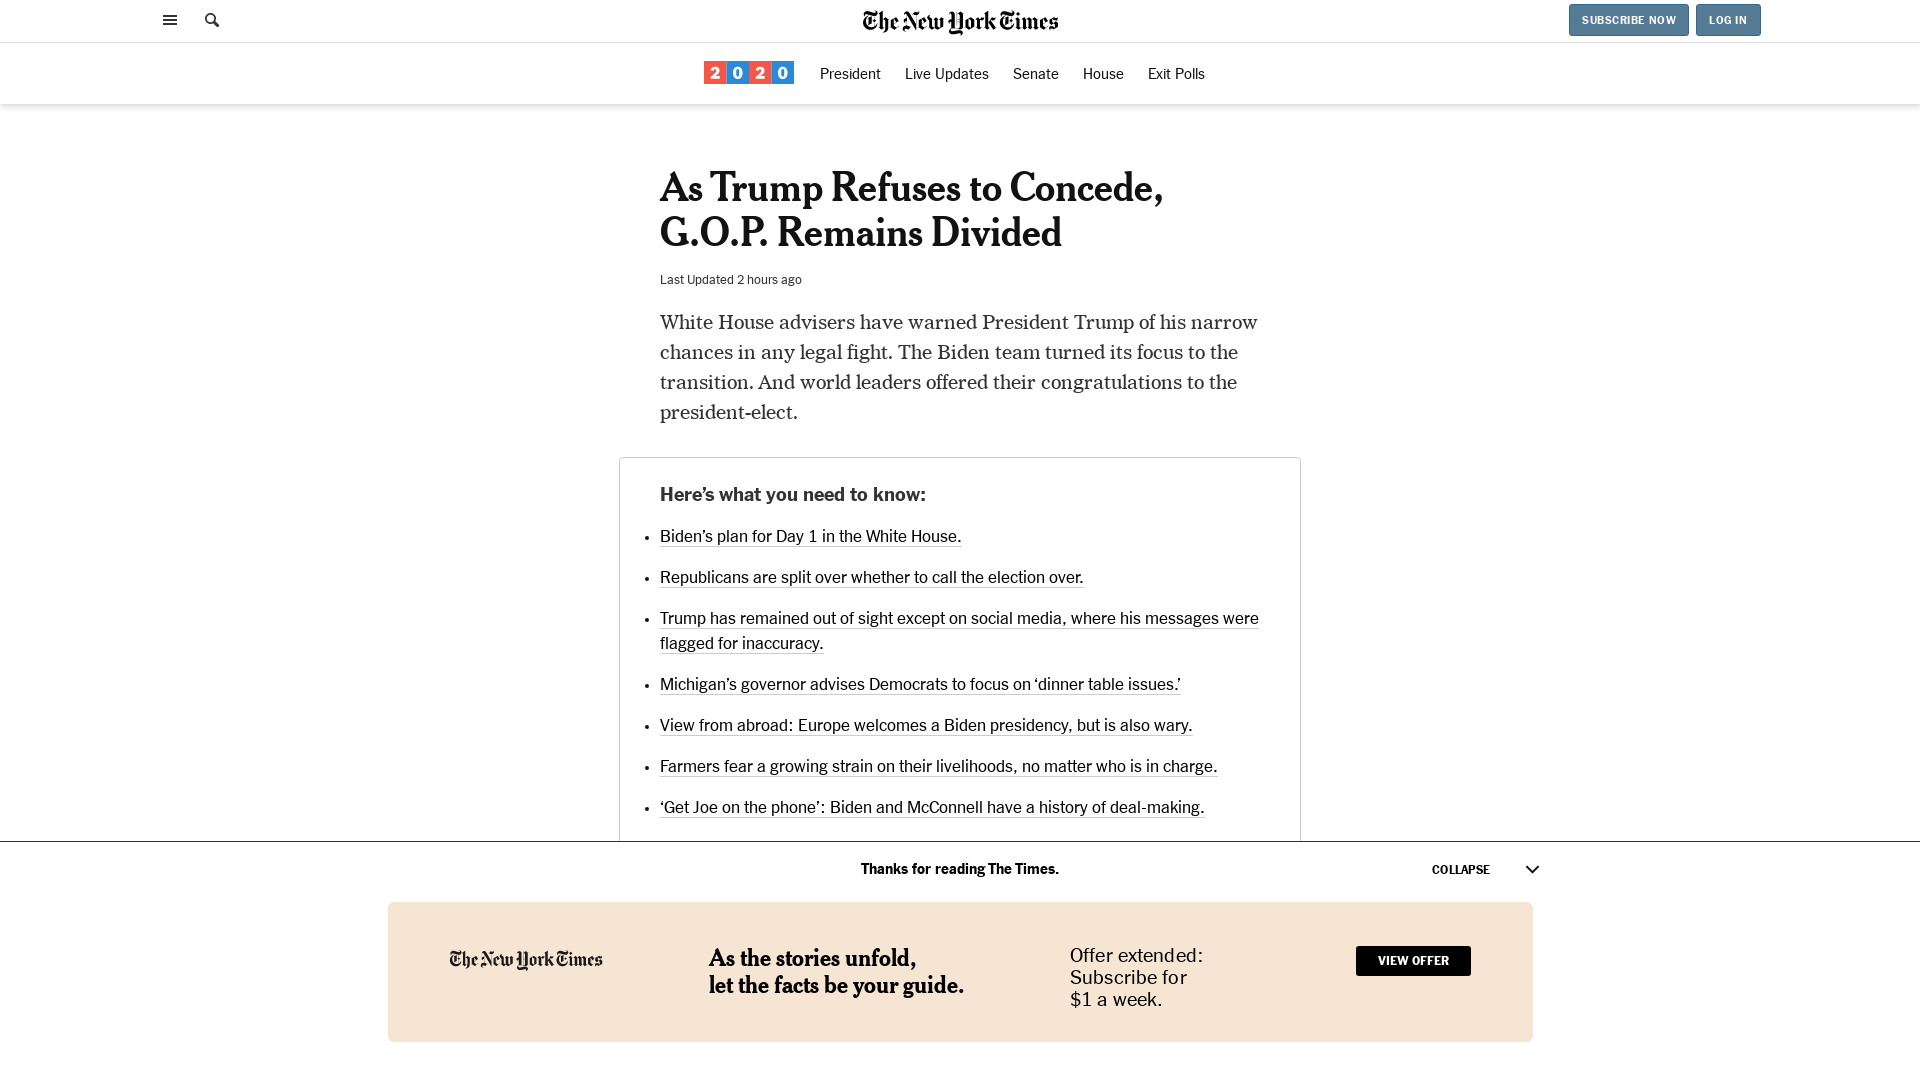 The New York Times
SUBSCRIBE NOW
LOG IN
2020
President
Live Updates
Senate
House
Exit Polls
As Trump Refuses to Concede,
G.O.P. Remains Divided
Last Updated 2 hours ago
White House advisers have warned President Trump of his narrow
chances in any legal fight. The Biden team turned its focus to the
transition. And world leaders offered their congratulations to the
president-elect.
Here’s what you need to know:
• Biden’s plan for Day 1 in the White House.
• Republicans are split over whether to call the election over.
• Trump has remained out of sight except on social media, where his messages were
flagged for inaccuracy.
• Michigan’s governor advises Democrats to focus on ‘dinner table issues.’
• View from abroad: Europe welcomes a Biden presidency, but is also wary.
• Farmers fear a growing strain on their livelihoods, no matter who is in charge.
• ‘Get Joe on the phone’: Biden and McConnell have a history of deal-making.
Thanks for reading The Times.
COLLAPSE
The New York Times
As the stories unfold,
let the facts be your guide.
Offer extended:
Subscribe for
$1 a week.
VIEW OFFER